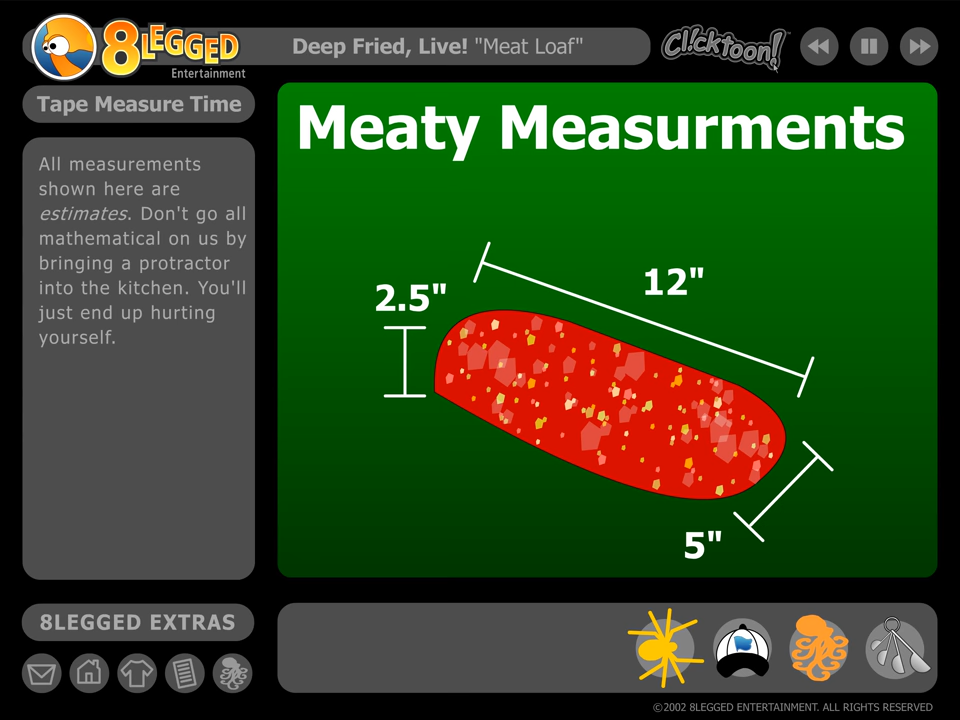 8LEGGED
Entertainment
Deep Fried, Live! "Meat Loaf"
Cl!cktoon!
Tape Measure Time
All measurements
shown here are
estimates. Don't go all
mathematical on us by
bringing a protractor
into the kitchen. You'll
just end up hurting
yourself.
Meaty Measurments
2.5"
12"
5"
8LEGGED EXTRAS
©2002 8LEGGED ENTERTAINMENT. ALL RIGHTS RESERVED